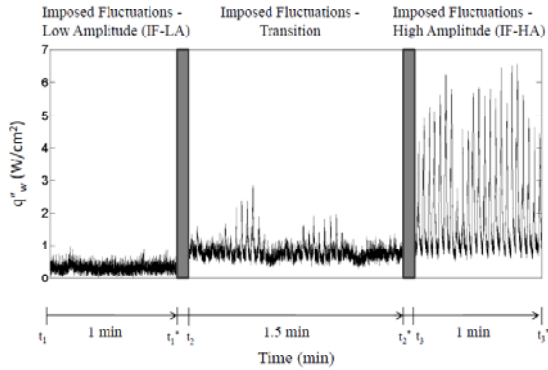 Imposed Fluctuations -
Low Amplitude (IF-LA)
Imposed Fluctuations -
Transition
Imposed Fluctuations -
High Amplitude (IF-HA)
7
6
5
4
3
2
1
0
q"w (W/cm²)
t1 1 min t1* t2 1.5 min t2* t3 1 min t3*
Time (min)